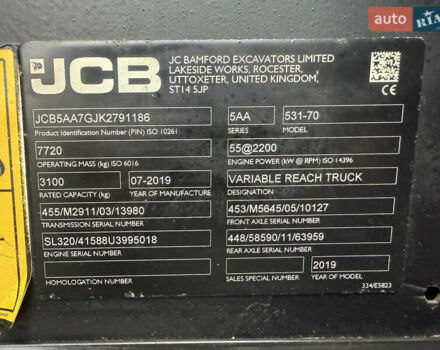 auto RIA
JCB
JC BAMFORD EXCAVATORS LIMITED
LAKESIDE WORKS, ROCESTER,
UTTOXETER, UNITED KINGDOM,
ST14 5JP
CE
JCB5AA7GJK2791186
Product Identification Number (PIN) ISO 10261
5AA
SERIES
531-70
MODEL
7720
OPERATING MASS (kg) ISO 6016
55@2200
ENGINE POWER (kW @ RPM) ISO 14396
3100
RATED CAPACITY (kg)
07-2019
YEAR OF MANUFACTURE
VARIABLE REACH TRUCK
DESIGNATION
455/M2911/03/13980
TRANSMISSION SERIAL NUMBER
453/M5645/05/10127
FRONT AXLE SERIAL NUMBER
SL320/41588U3995018
ENGINE SERIAL NUMBER
448/58590/11/63959
REAR AXLE SERIAL NUMBER
HOMOLOGATION NUMBER
SALES SPECIAL NUMBER
2019
YEAR OF MODEL
334/E5823